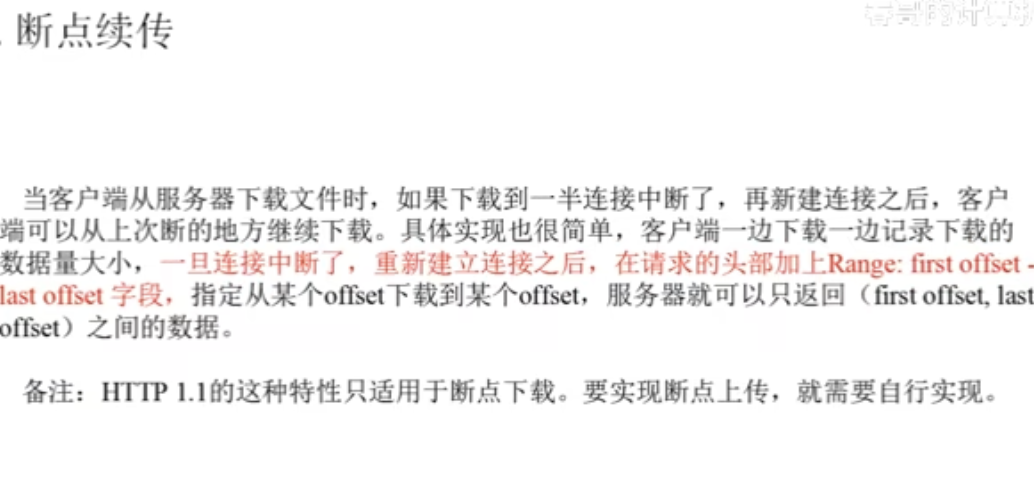 . 断点续传
春哥的计算机
当客户端从服务器下载文件时，如果下载到一半连接中断了，再新建连接之后，客户
端可以从上次断的地方继续下载。具体实现也很简单，客户端一边下载一边记录下载的
数据量大小，一旦连接中断了，重新建立连接之后，在请求的头部加上Range: first offset -
last offset 字段，指定从某个offset下载到某个offset，服务器就可以只返回（first offset, last
offset）之间的数据。
备注：HTTP 1.1的这种特性只适用于断点下载。要实现断点上传，就需要自行实现。